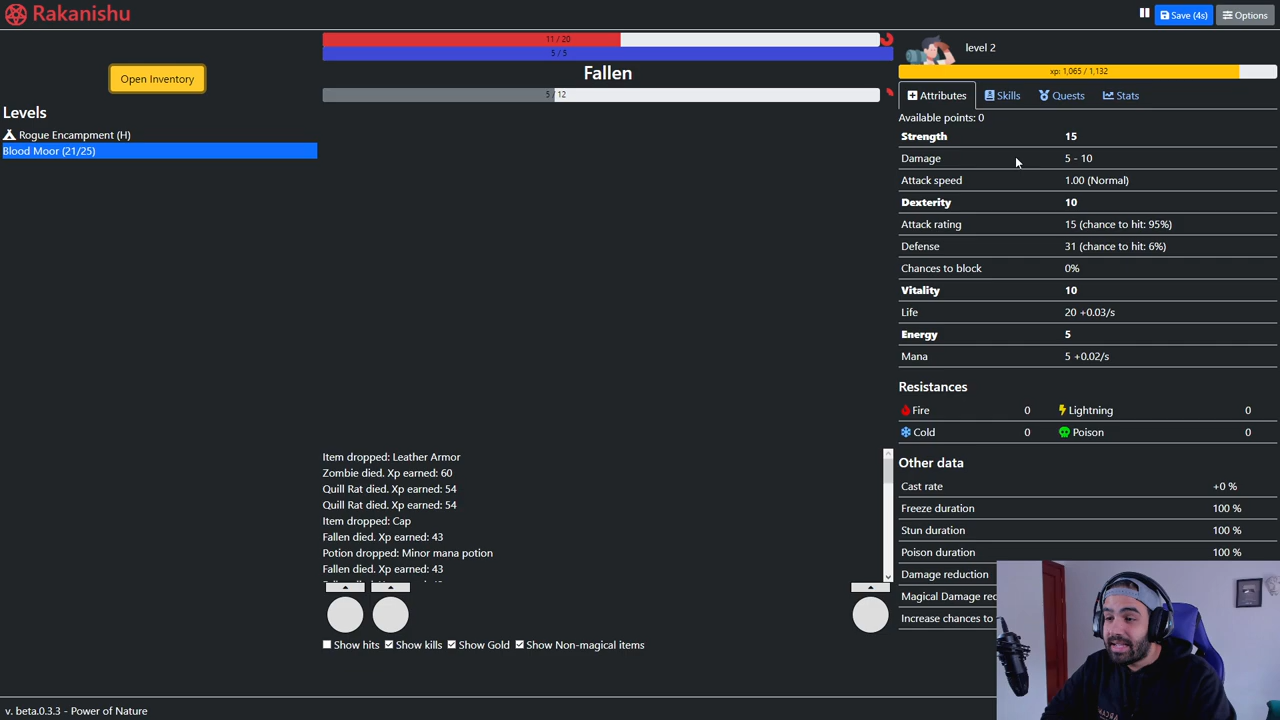 Rakanishu
Save (4s)
Options
Open Inventory
Levels
Rogue Encampment (H)
Blood Moor (21/25)
11 / 20
5 / 5
Fallen
5 / 12
Item dropped: Leather Armor
Zombie died. Xp earned: 60
Quill Rat died. Xp earned: 54
Quill Rat died. Xp earned: 54
Item dropped: Cap
Fallen died. Xp earned: 43
Potion dropped: Minor mana potion
Fallen died. Xp earned: 43
Show hits Show kills Show Gold Show Non-magical items
level 2
xp: 1,065 / 1,132
Attributes Skills Quests Stats
Available points: 0
Strength 15
Damage 5 - 10
Attack speed 1.00 (Normal)
Dexterity 10
Attack rating 15 (chance to hit: 95%)
Defense 31 (chance to hit: 6%)
Chances to block 0%
Vitality 10
Life 20 +0.03/s
Energy 5
Mana 5 +0.02/s
Resistances
Fire 0 Lightning 0
Cold 0 Poison 0
Other data
Cast rate +0 %
Freeze duration 100 %
Stun duration 100 %
Poison duration 100 %
Damage reduction
Magical Damage rec
Increase chances to
v. beta.0.3.3 - Power of Nature